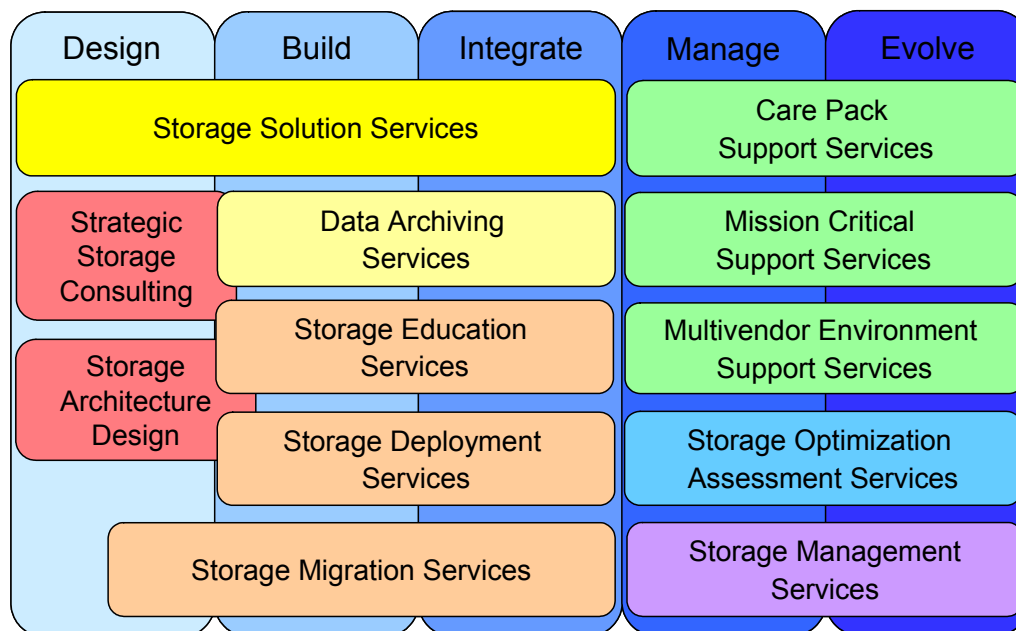 Design
Build
Integrate
Manage
Evolve
Storage Solution Services
Care Pack
Support Services
Strategic
Storage
Consulting
Data Archiving
Services
Mission Critical
Support Services
Storage Education
Services
Multivendor Environment
Support Services
Storage
Architecture
Design
Storage Deployment
Services
Storage Optimization
Assessment Services
Storage Migration Services
Storage Management
Services